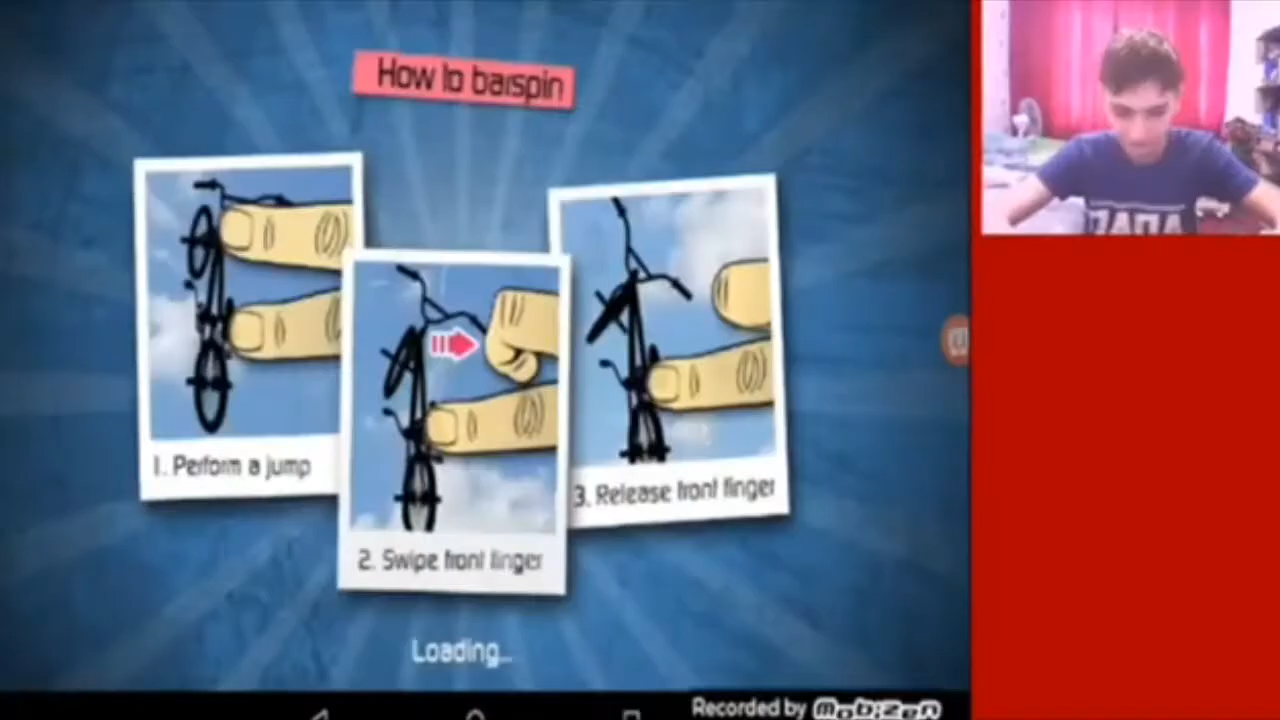 How to barspin
1. Perform a jump
2. Swipe front finger
3. Release front finger
Loading...
Recorded by Mobizen